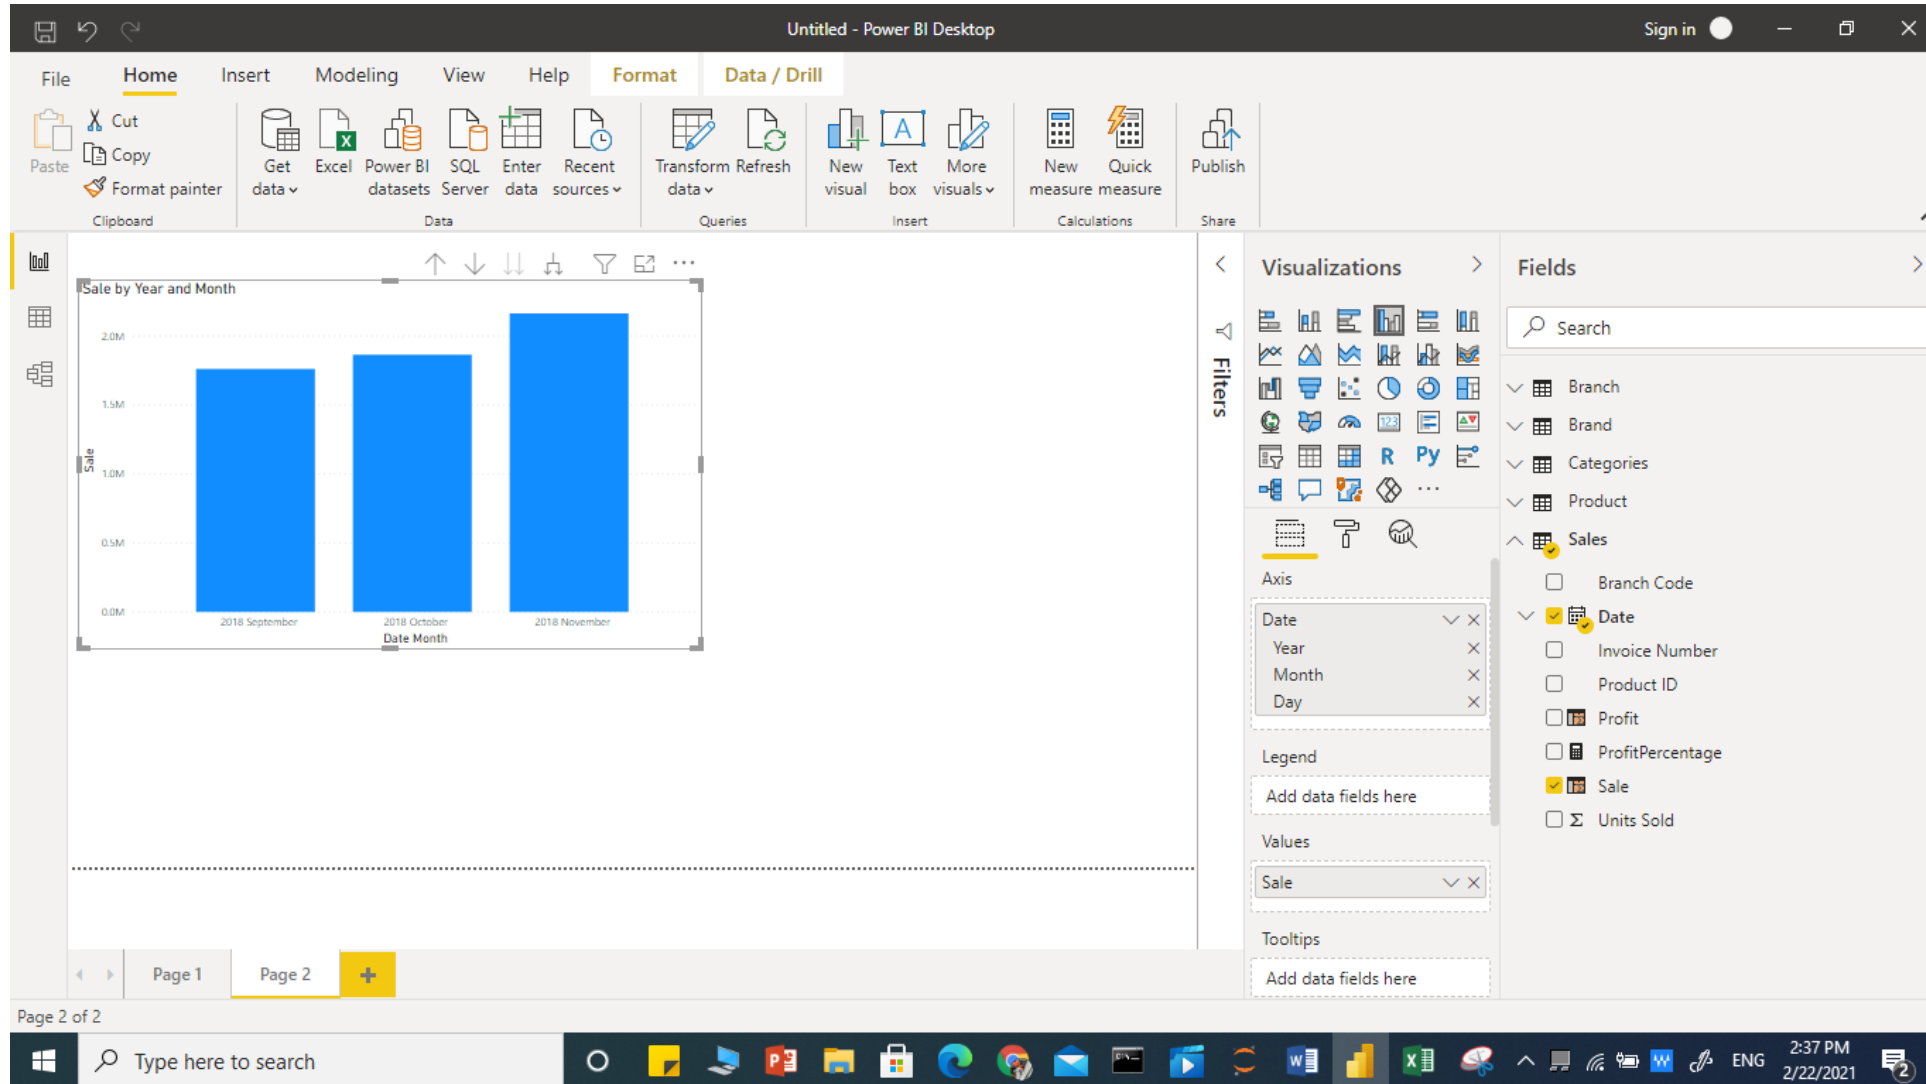 Untitled - Power BI Desktop
Sign in
File Home Insert Modeling View Help Format Data / Drill
Paste
Cut
Copy
Format painter
Clipboard
Get data
Excel
Power BI datasets
SQL Server
Enter data
Recent sources
Data
Transform data
Refresh
Queries
New visual
Text box
More visuals
Insert
New measure
Quick measure
Calculations
Publish
Share
Sale by Year and Month
2.0M
1.5M
1.0M
0.5M
0.0M
Sale
2018 September 2018 October 2018 November
Date Month
Filters
Visualizations
123
R Py
Axis
Date
Year
Month
Day
Legend
Add data fields here
Values
Sale
Tooltips
Add data fields here
Fields
Search
Branch
Brand
Categories
Product
Sales
Branch Code
Date
Invoice Number
Product ID
Profit
ProfitPercentage
Sale
Σ Units Sold
Page 1 Page 2 +
Page 2 of 2
Type here to search
ENG
2:37 PM
2/22/2021
2